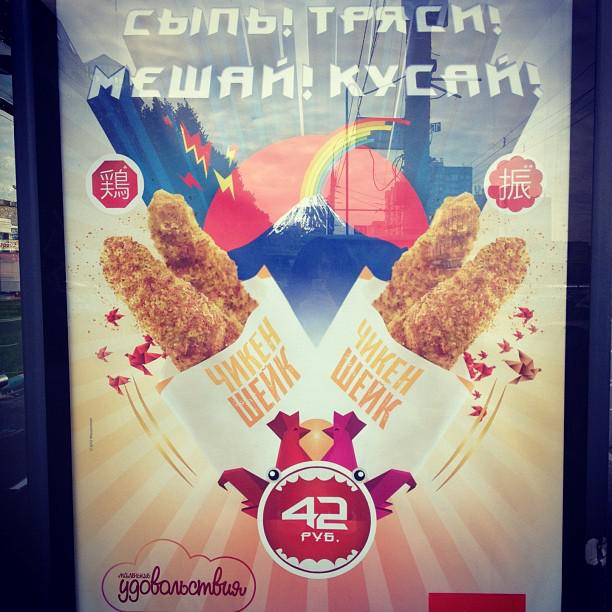 СЫПЬ! ТРЯСИ!
МЕШАЙ! КУСАЙ!
鶏
振
ЧИКЕН
ШЕЙК
ЧИКЕН
ШЕЙК
42
РУБ.
маленькие
удовольствия